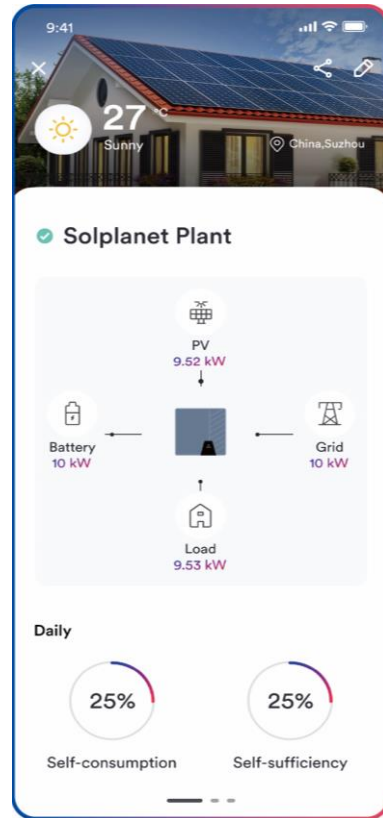 9:41
27 °C
Sunny
China,Suzhou
Solplanet Plant
PV
9.52 kW
Battery
10 kW
Grid
10 kW
Load
9.53 kW
Daily
25%
25%
Self-consumption
Self-sufficiency